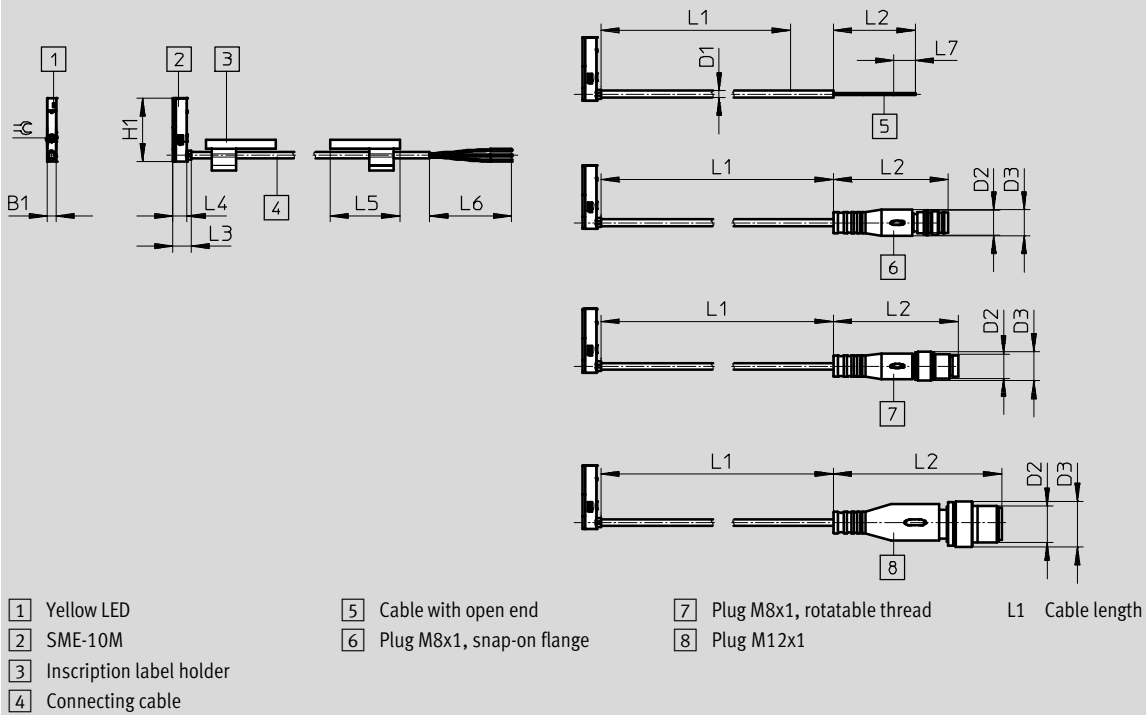 1 2 3
H1
B1
L4
L3
4
L5
L6
L1 L2
D1
L7
5
L1 L2
D2 D3
6
L1 L2
D2 D3
7
L1 L2
D2 D3
8
1 Yellow LED
2 SME-10M
3 Inscription label holder
4 Connecting cable
5 Cable with open end
6 Plug M8x1, snap-on flange
7 Plug M8x1, rotatable thread
8 Plug M12x1
L1 Cable length